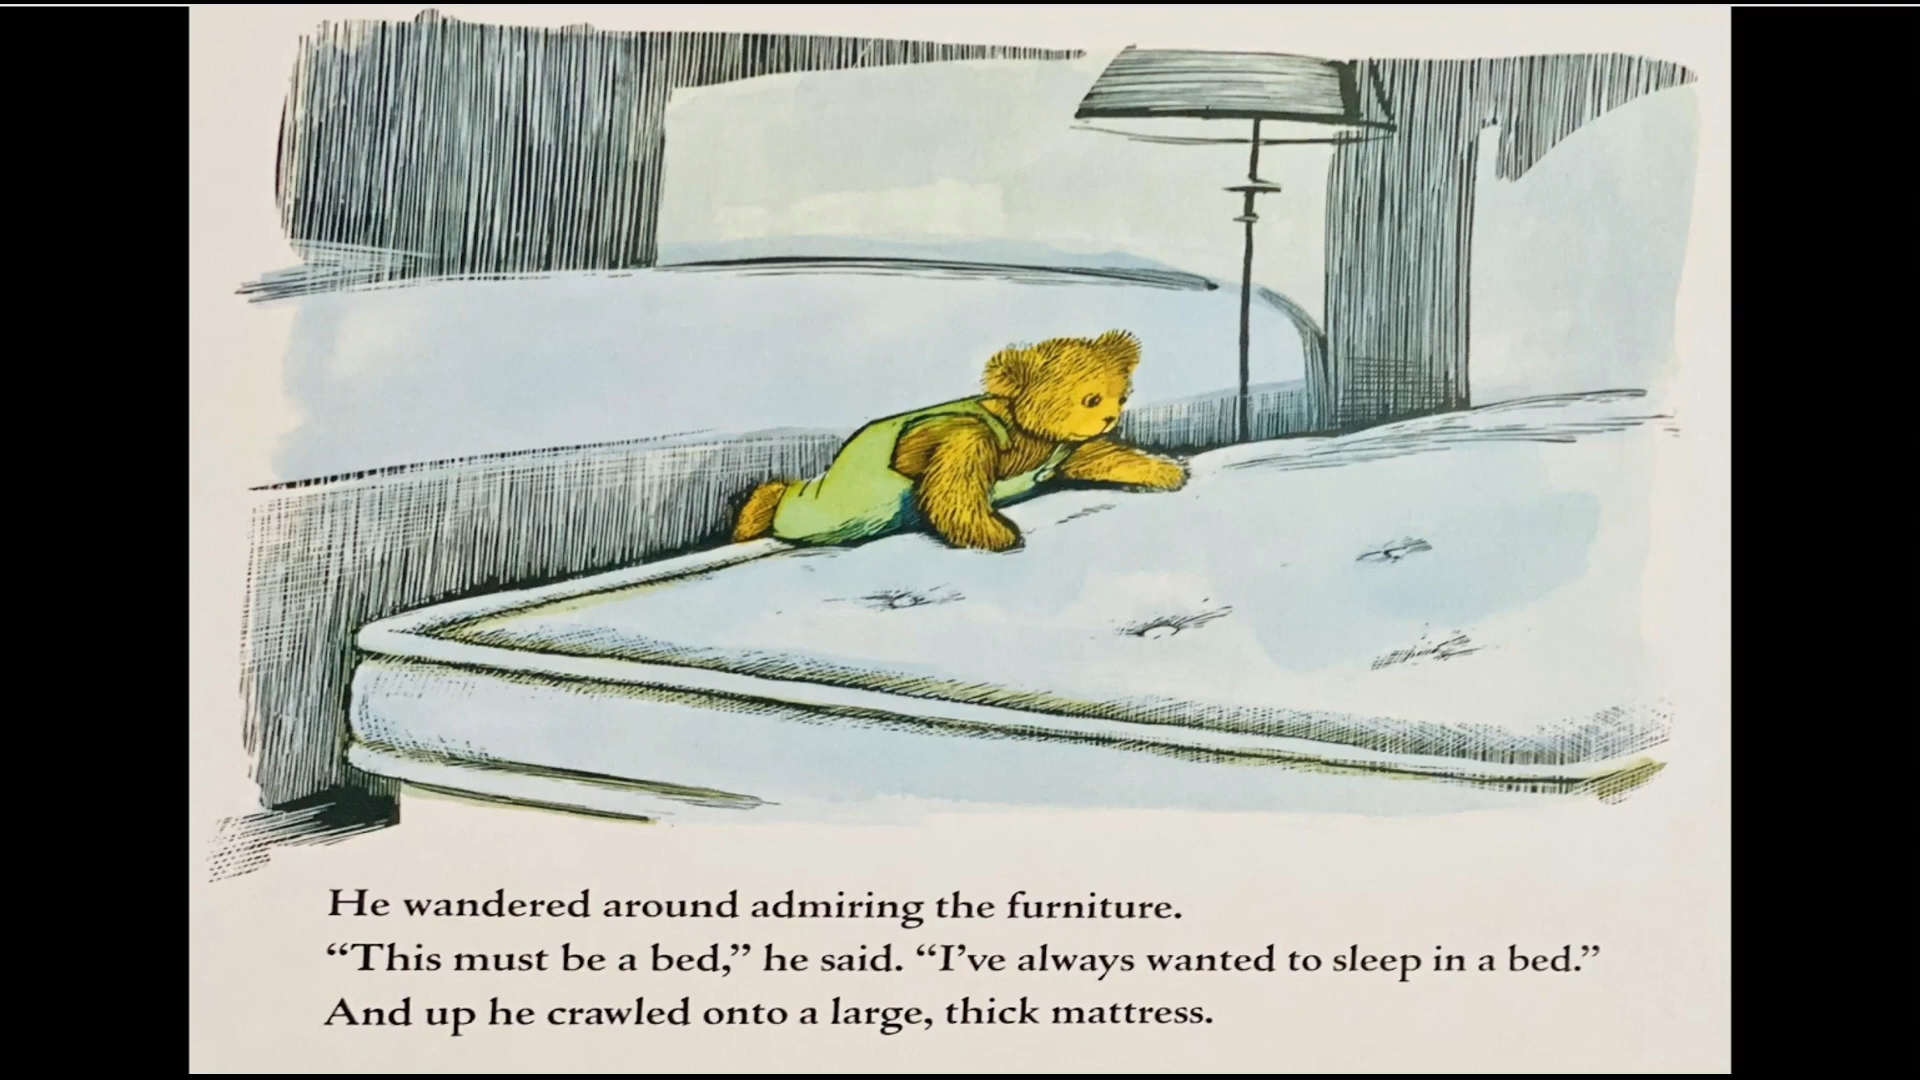 He wandered around admiring the furniture.
“This must be a bed,” he said. “I’ve always wanted to sleep in a bed.”
And up he crawled onto a large, thick mattress.